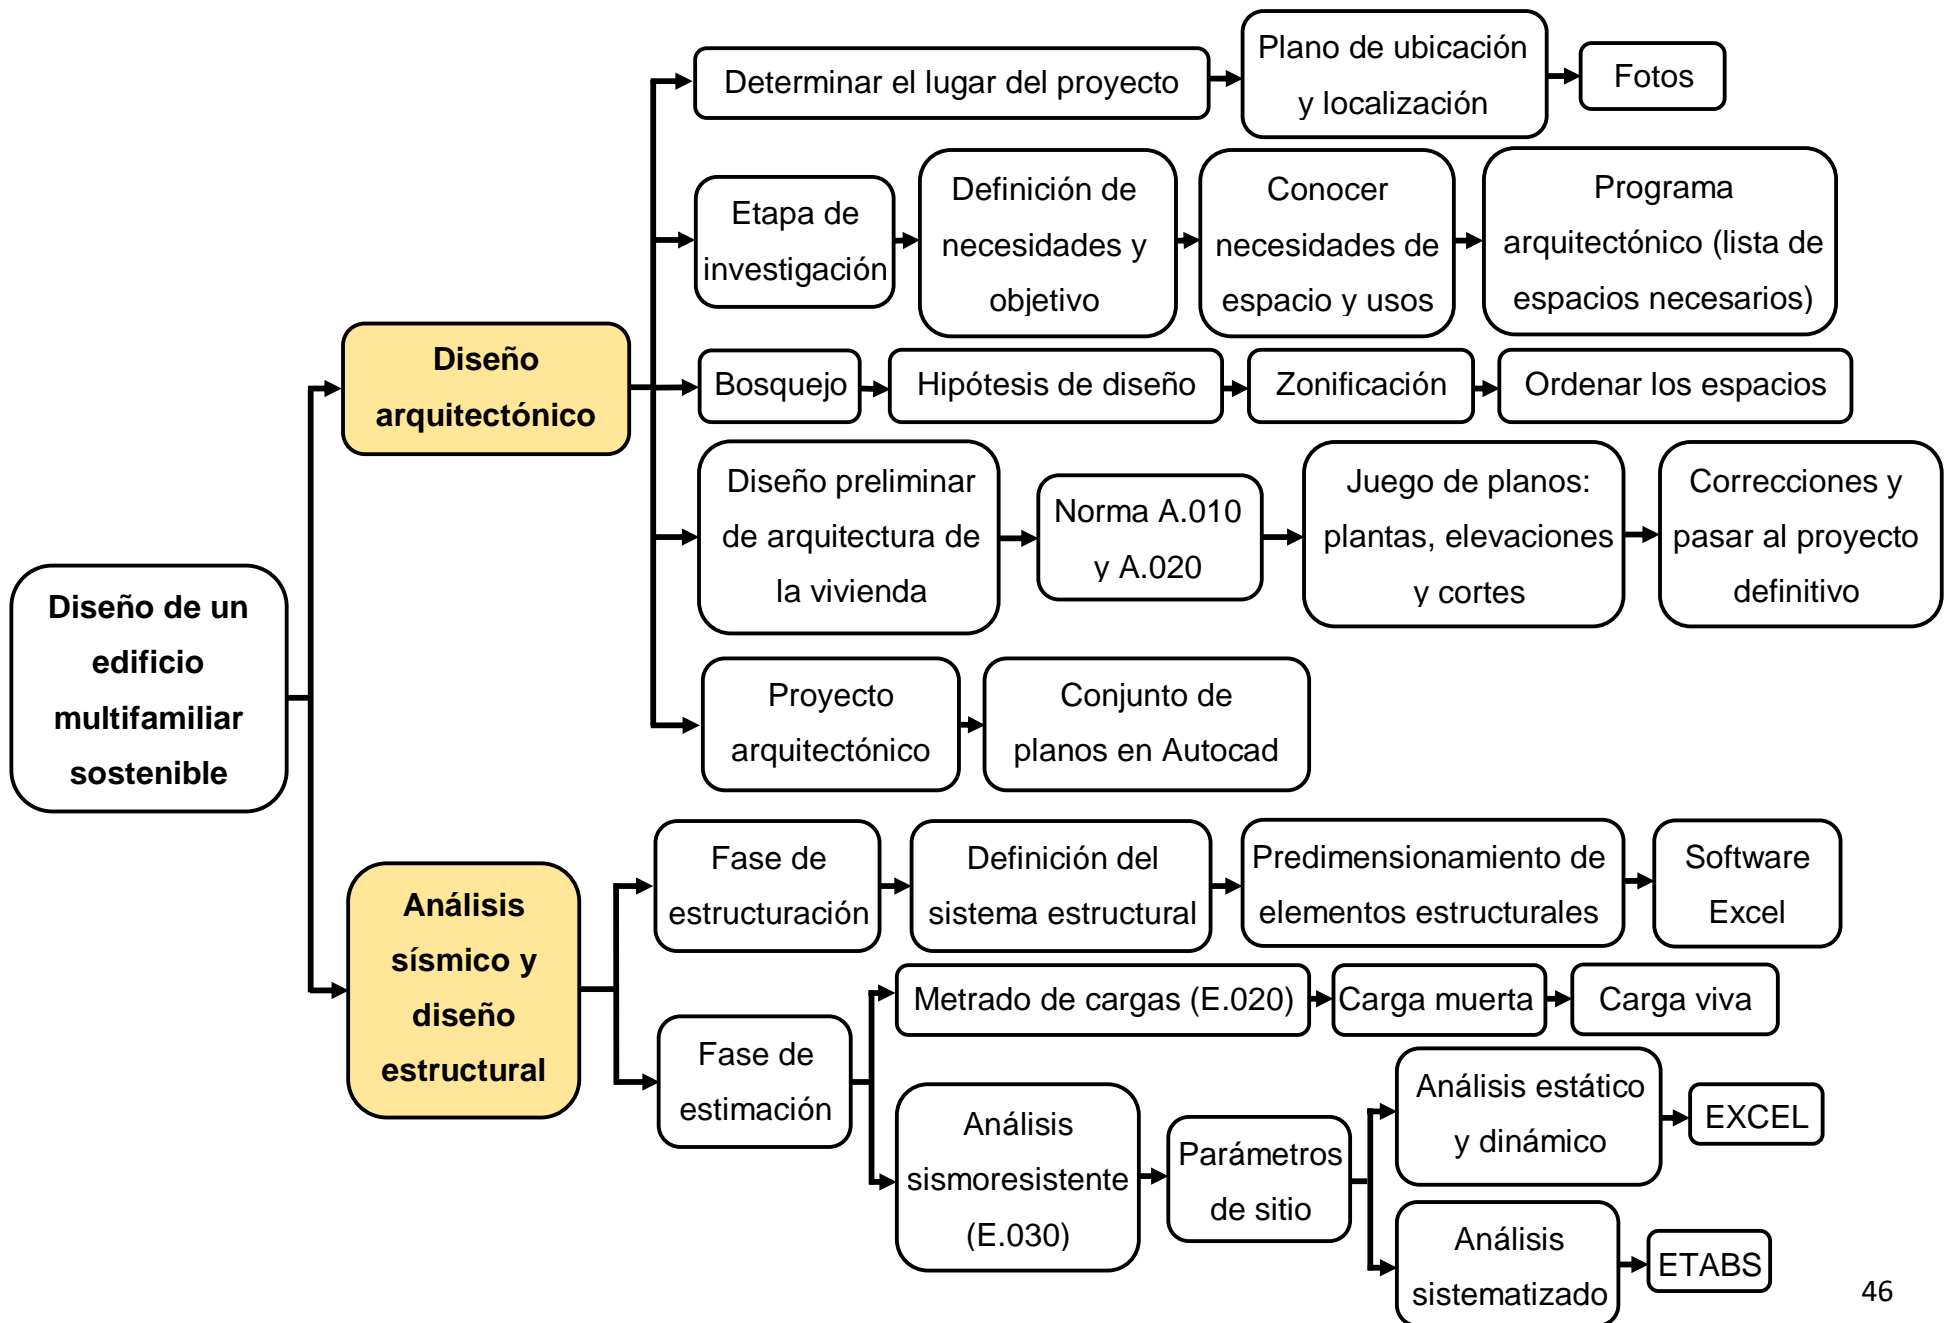 Diseño de un
edificio
multifamiliar
sostenible
Diseño
arquitectónico
Determinar el lugar del proyecto
Plano de ubicación
y localización
Fotos
Etapa de
investigación
Definición de
necesidades y
objetivo
Conocer
necesidades de
espacio y usos
Programa
arquitectónico (lista de
espacios necesarios)
Bosquejo
Hipótesis de diseño
Zonificación
Ordenar los espacios
Diseño preliminar
de arquitectura de
la vivienda
Norma A.010
y A.020
Juego de planos:
plantas, elevaciones
y cortes
Correcciones y
pasar al proyecto
definitivo
Proyecto
arquitectónico
Conjunto de
planos en Autocad
Análisis
sísmico y
diseño
estructural
Fase de
estructuración
Definición del
sistema estructural
Predimensionamiento de
elementos estructurales
Software
Excel
Fase de
estimación
Metrado de cargas (E.020)
Carga muerta
Carga viva
Análisis
sismoresistente
(E.030)
Parámetros
de sitio
Análisis estático
y dinámico
EXCEL
Análisis
sistematizado
ETABS
46